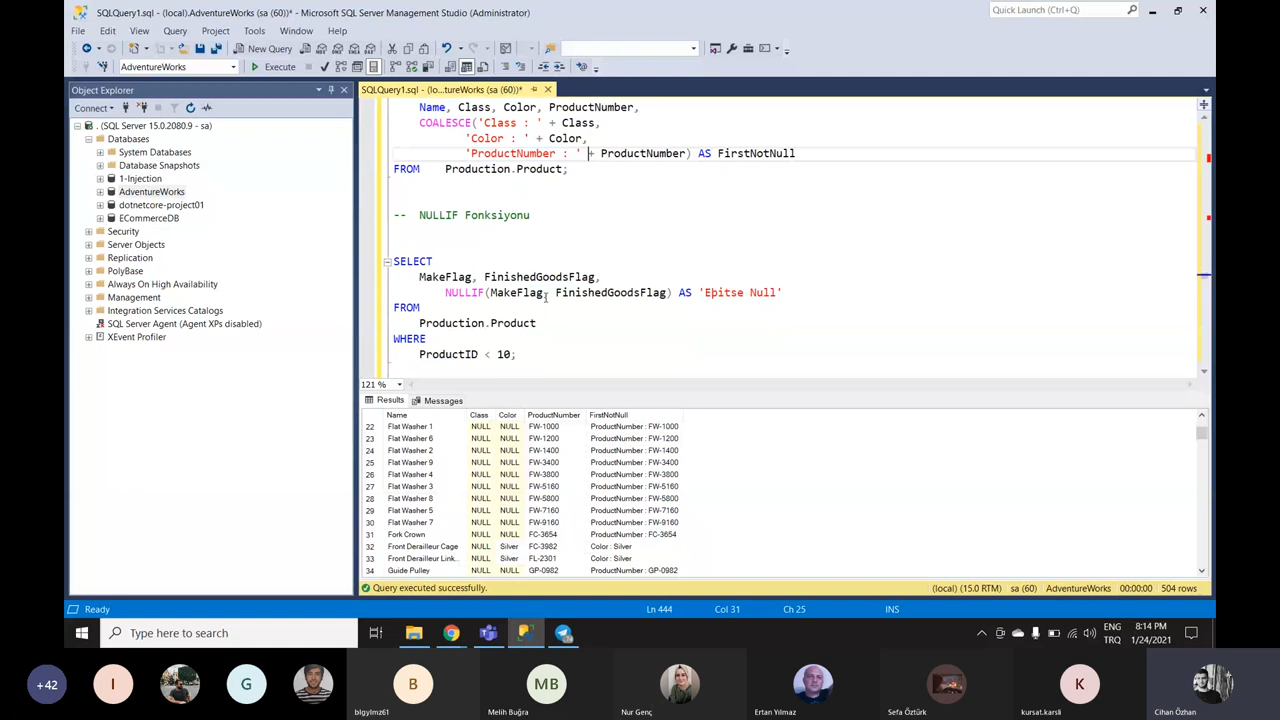 SQLQuery1.sql - (local).AdventureWorks (sa (60))* - Microsoft SQL Server Management Studio (Administrator)
Quick Launch (Ctrl+Q)
File Edit View Query Project Tools Window Help
New Query
AdventureWorks Execute
Object Explorer
SQLQuery1.sql - (lo...tureWorks (sa (60))*
Connect
. (SQL Server 15.0.2080.9 - sa)
Databases
System Databases
Database Snapshots
1-Injection
AdventureWorks
dotnetcore-project01
ECommerceDB
Security
Server Objects
Replication
PolyBase
Always On High Availability
Management
Integration Services Catalogs
SQL Server Agent (Agent XPs disabled)
XEvent Profiler
Name, Class, Color, ProductNumber,
COALESCE('Class : ' + Class,
'Color : ' + Color,
'ProductNumber : ' + ProductNumber) AS FirstNotNull
FROM Production.Product;
-- NULLIF Fonksiyonu
SELECT
MakeFlag, FinishedGoodsFlag,
NULLIF(MakeFlag, FinishedGoodsFlag) AS 'Eþitse Null'
FROM
Production.Product
WHERE
ProductID < 10;
121 %
Results Messages
Name Class Color ProductNumber FirstNotNull
22 Flat Washer 1 NULL NULL FW-1000 ProductNumber : FW-1000
23 Flat Washer 6 NULL NULL FW-1200 ProductNumber : FW-1200
24 Flat Washer 2 NULL NULL FW-1400 ProductNumber : FW-1400
25 Flat Washer 9 NULL NULL FW-3400 ProductNumber : FW-3400
26 Flat Washer 4 NULL NULL FW-3800 ProductNumber : FW-3800
27 Flat Washer 3 NULL NULL FW-5160 ProductNumber : FW-5160
28 Flat Washer 8 NULL NULL FW-5800 ProductNumber : FW-5800
29 Flat Washer 5 NULL NULL FW-7160 ProductNumber : FW-7160
30 Flat Washer 7 NULL NULL FW-9160 ProductNumber : FW-9160
31 Fork Crown NULL NULL FC-3654 ProductNumber : FC-3654
32 Front Derailleur Cage NULL Silver FC-3982 Color : Silver
33 Front Derailleur Link... NULL Silver FL-2301 Color : Silver
34 Guide Pulley NULL NULL GP-0982 ProductNumber : GP-0982
Query executed successfully. (local) (15.0 RTM) sa (60) AdventureWorks 00:00:00 504 rows
Ready Ln 444 Col 31 Ch 25 INS
Type here to search
ENG
TRQ
8:14 PM
1/24/2021
+42 I G B MB K
blgylmz61 Melih Buğra Nur Genç Ertan Yılmaz Sefa Öztürk kursat.karsli Cihan Özhan